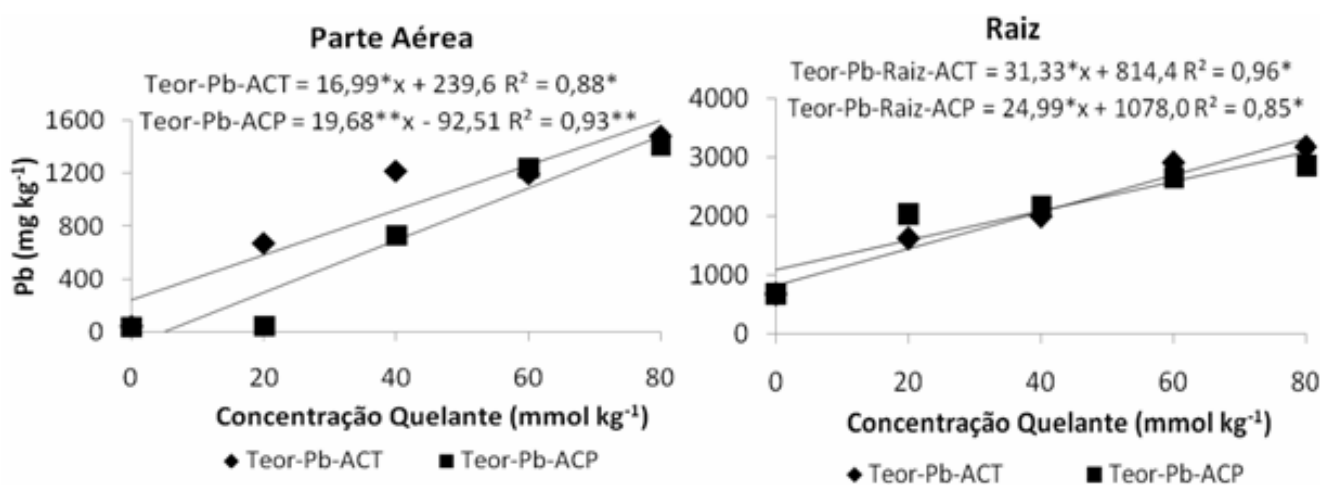 Parte Aérea
Teor-Pb-ACT = 16,99*x + 239,6 R² = 0,88*
Teor-Pb-ACP = 19,68**x - 92,51 R² = 0,93**
1600
1200
800
400
0
Pb (mg kg⁻¹)
0 20 40 60 80
Concentração Quelante (mmol kg⁻¹)
Teor-Pb-ACT Teor-Pb-ACP
Raiz
Teor-Pb-Raiz-ACT = 31,33*x + 814,4 R² = 0,96*
Teor-Pb-Raiz-ACP = 24,99*x + 1078,0 R² = 0,85*
4000
3000
2000
1000
0
0 20 40 60 80
Concentração Quelante (mmol kg⁻¹)
Teor-Pb-ACT Teor-Pb-ACP